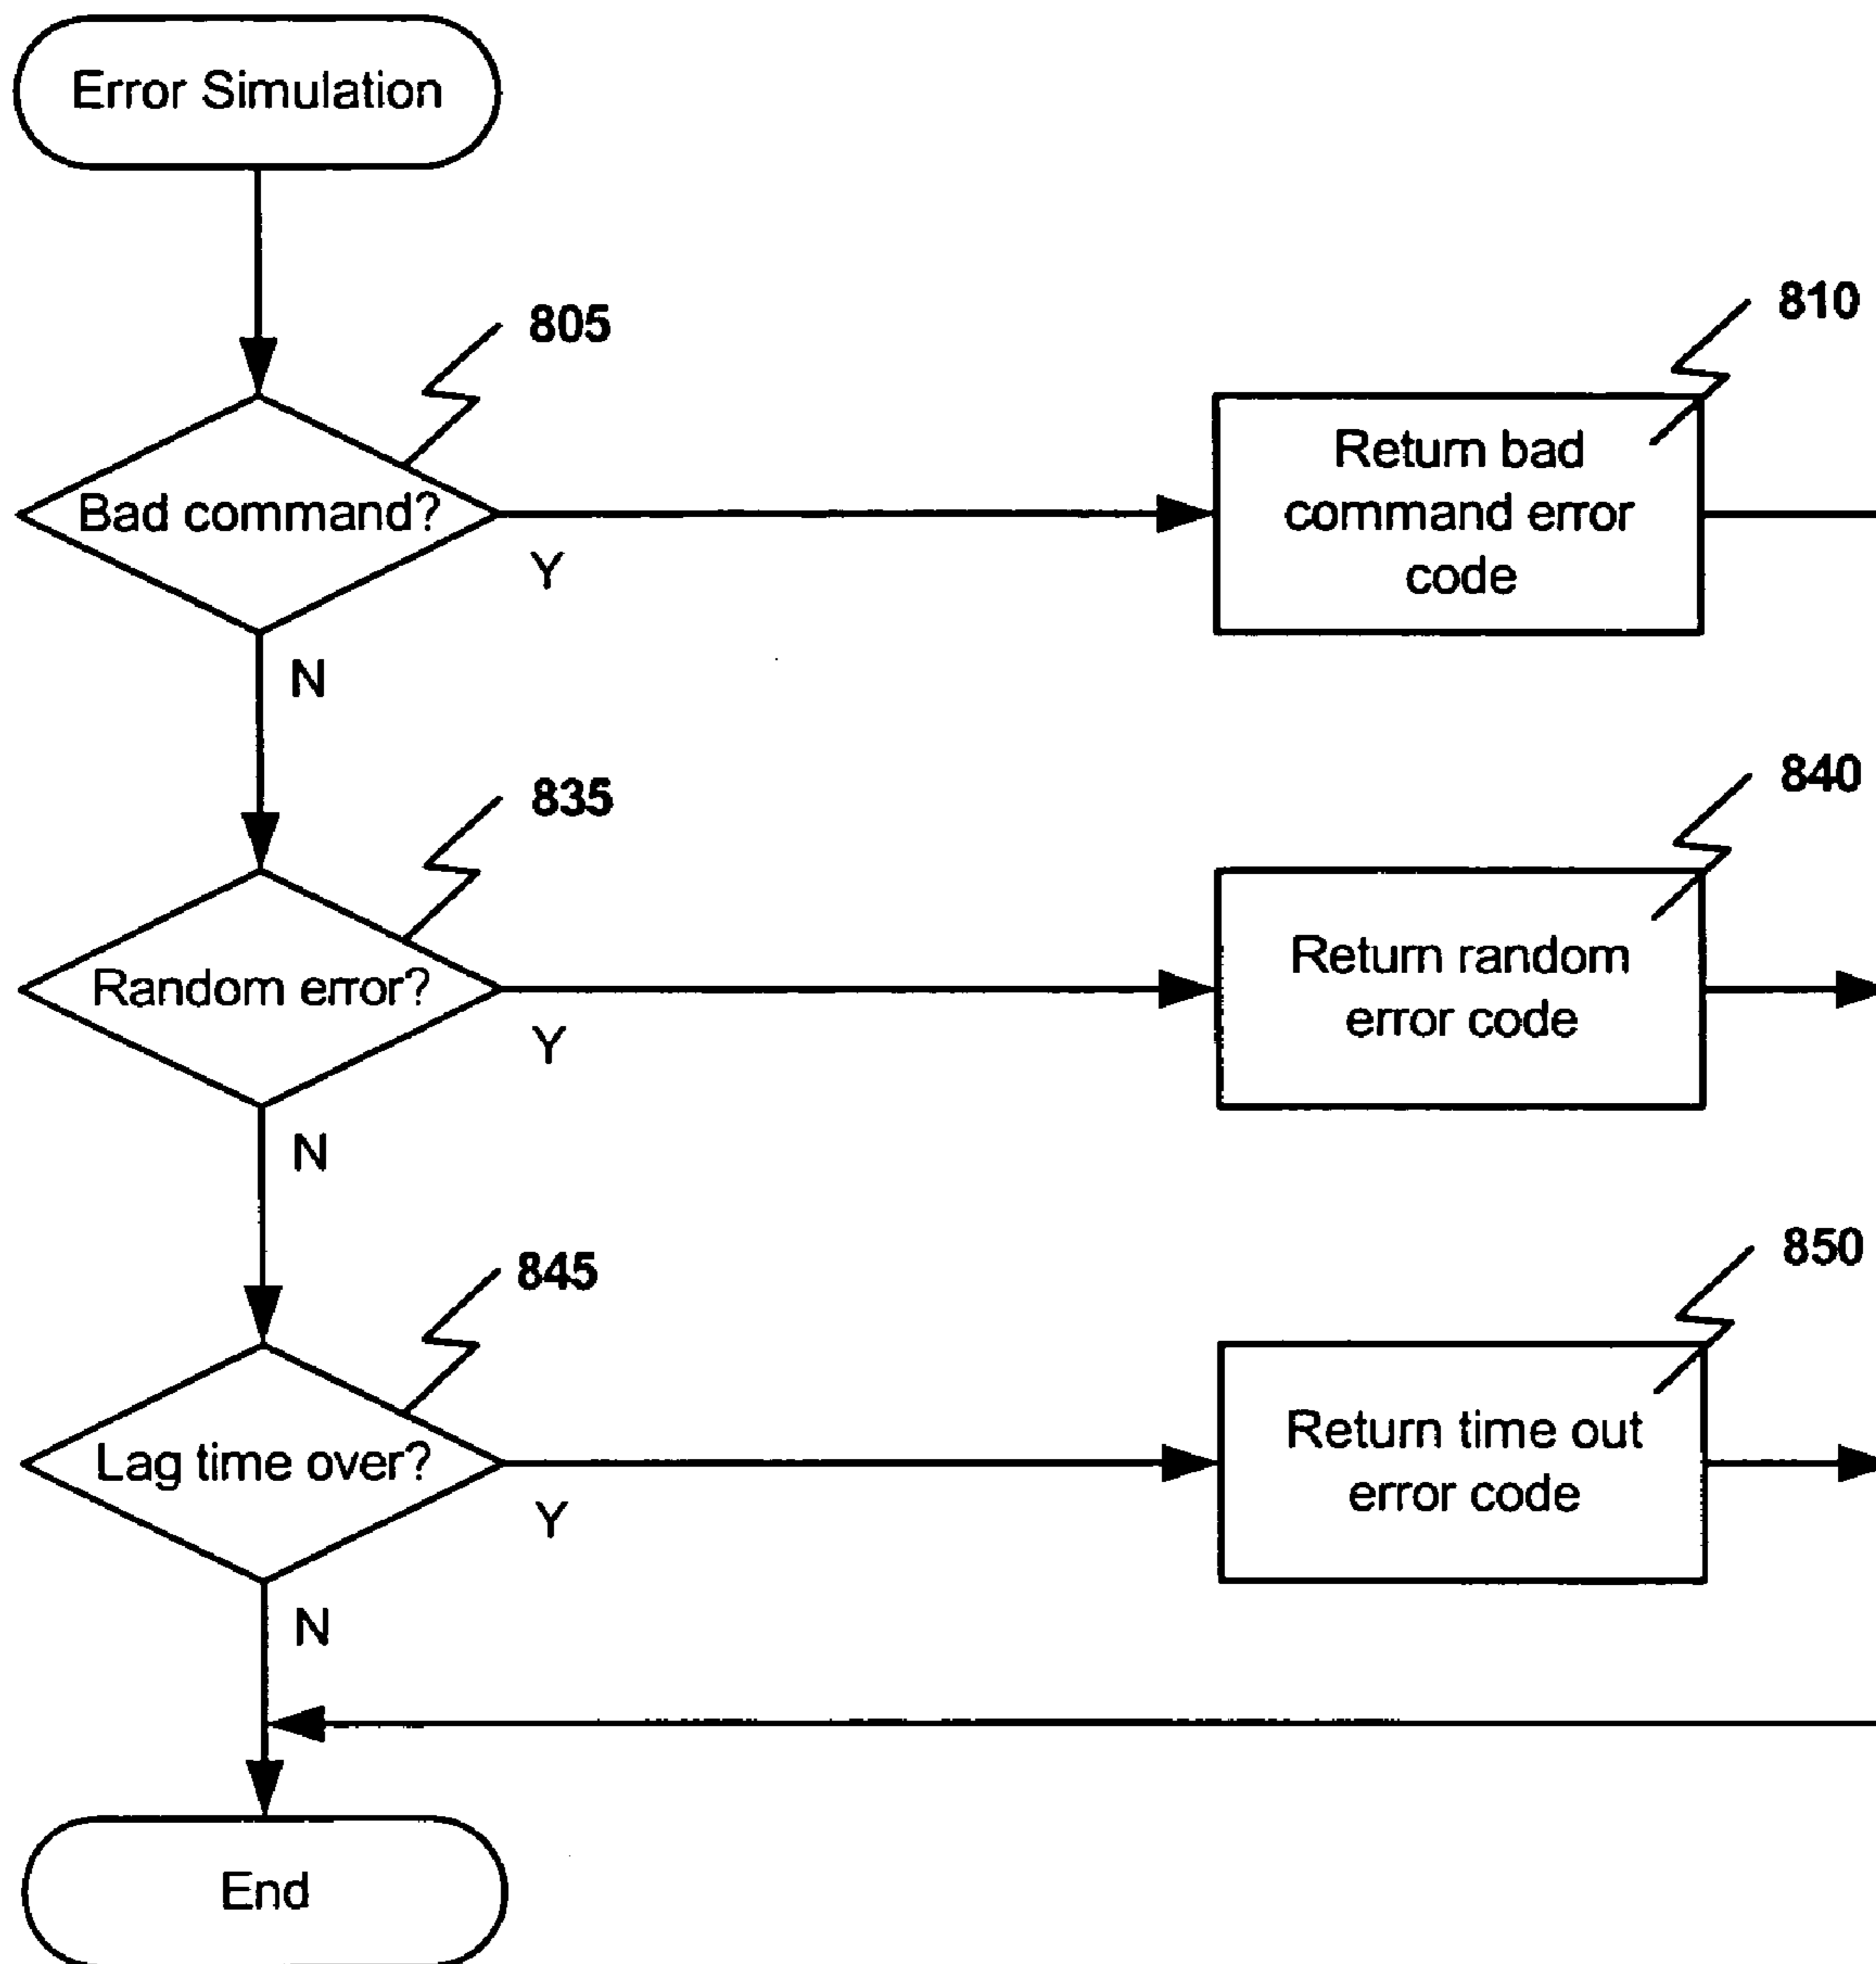 Error Simulation
805
810
Bad command?
Y
Return bad
command error
code
N
835
840
Random error?
Y
Return random
error code
N
845
850
Lag time over?
Y
Return time out
error code
N
End